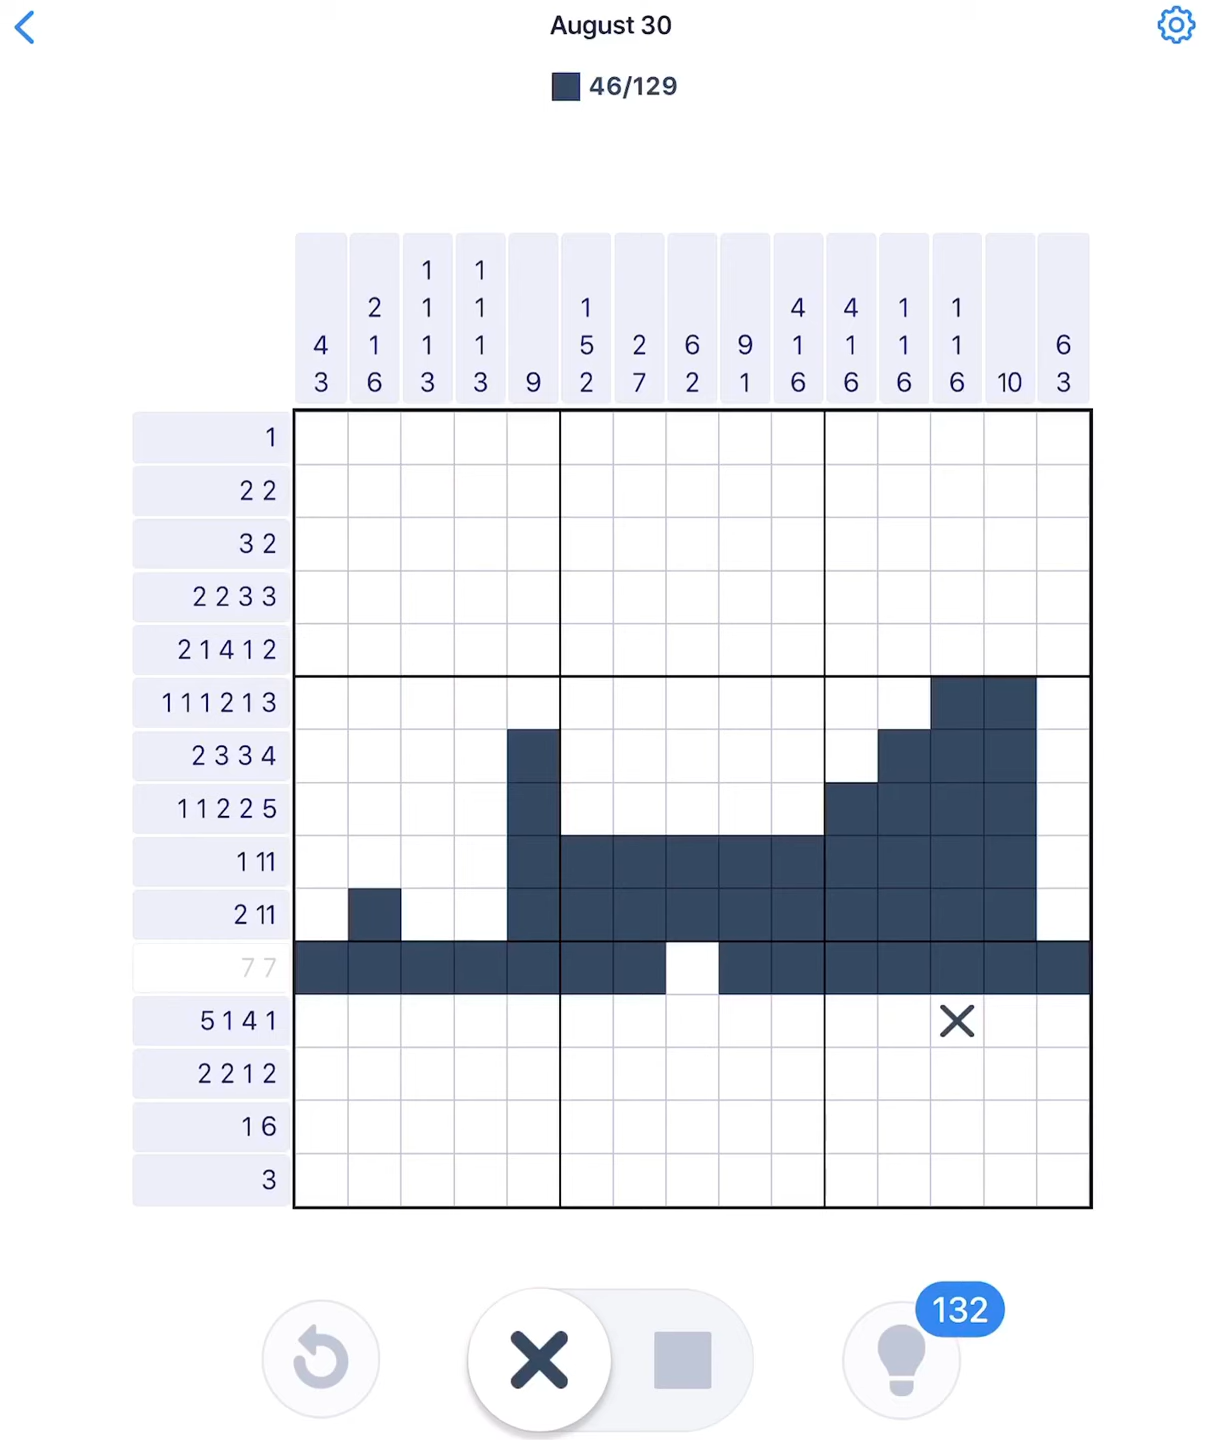 August 30
46/129
1 1
2 1 1 1 1 4 4 1 1
4 1 1 1 5 2 6 9 1 1 1 1 6
3 6 3 3 9 2 7 2 1 6 6 6 6 10 3
1
2 2
3 2
2 2 3 3
2 1 4 1 2
1 1 1 2 1 3
2 3 3 4
1 1 2 2 5
1 11
2 11
7 7
5 1 4 1
2 2 1 2
1 6
3
132